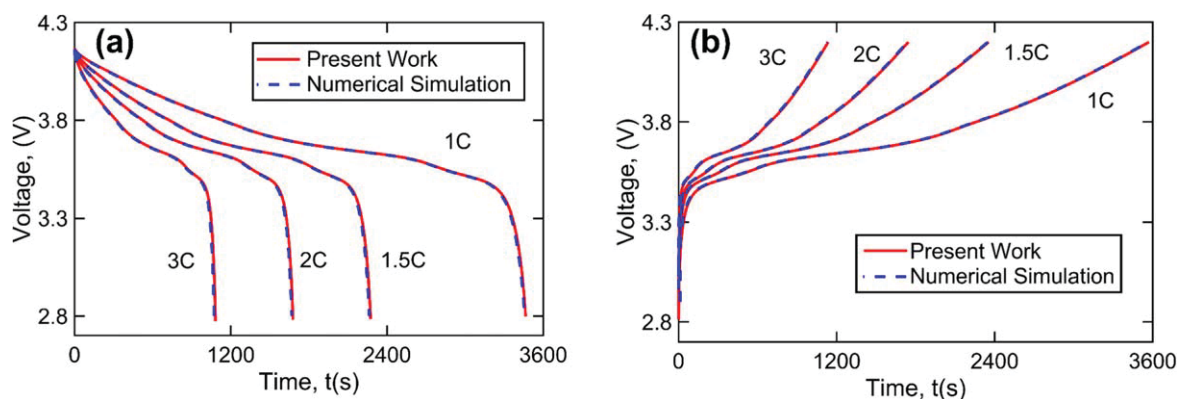 (a)
Present Work
Numerical Simulation
4.3
3.8
3.3
2.8
Voltage, (V)
1C
3C
2C
1.5C
0
1200
2400
3600
Time, t(s)
(b)
4.3
3.8
3.3
2.8
Voltage, (V)
3C
2C
1.5C
1C
Present Work
Numerical Simulation
0
1200
2400
3600
Time, t(s)